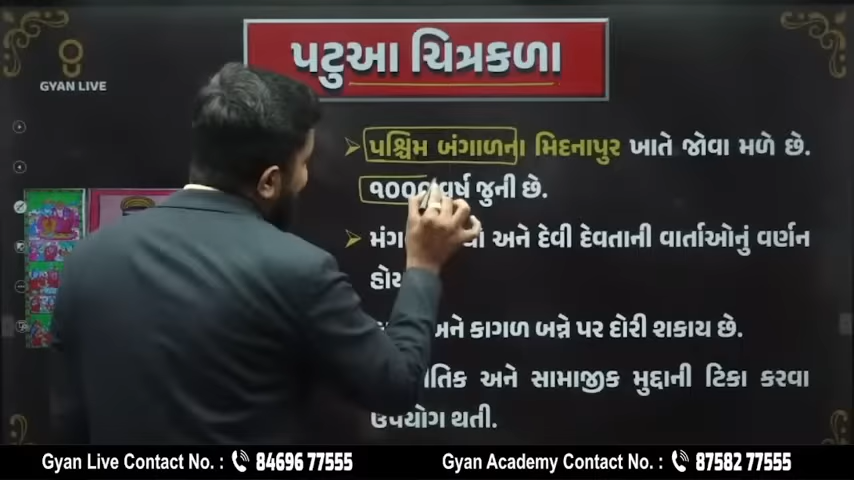 GYAN LIVE
પટુઆ ચિત્રકળા
પશ્ચિમ બંગાળના મિદનાપુર ખાતે જોવા મળે છે.
૧૦૦૦ વર્ષ જુની છે.
અને દેવી દેવતાની વાર્તાઓનું વર્ણન
અને કાગળ બન્ને પર દોરી શકાય છે.
અને સામાજીક મુદ્દાની ટિકા કરવા
ઉપયોગ થતી.
Gyan Live Contact No. : 84696 77555
Gyan Academy Contact No. : 87582 77555